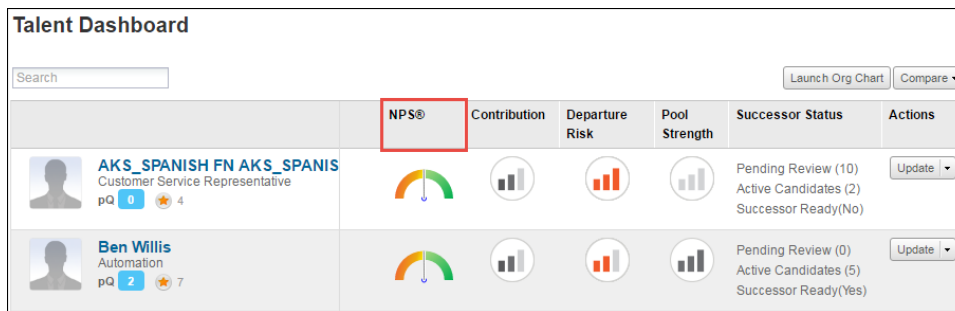 Talent Dashboard
Search
Launch Org Chart
Compare
NPS®
Contribution
Departure
Risk
Pool
Strength
Successor Status
Actions
AKS_SPANISH FN AKS_SPANIS
Customer Service Representative
pQ 0 4
Pending Review (10)
Active Candidates (2)
Successor Ready(No)
Update
Ben Willis
Automation
pQ 2 7
Pending Review (0)
Active Candidates (5)
Successor Ready(Yes)
Update